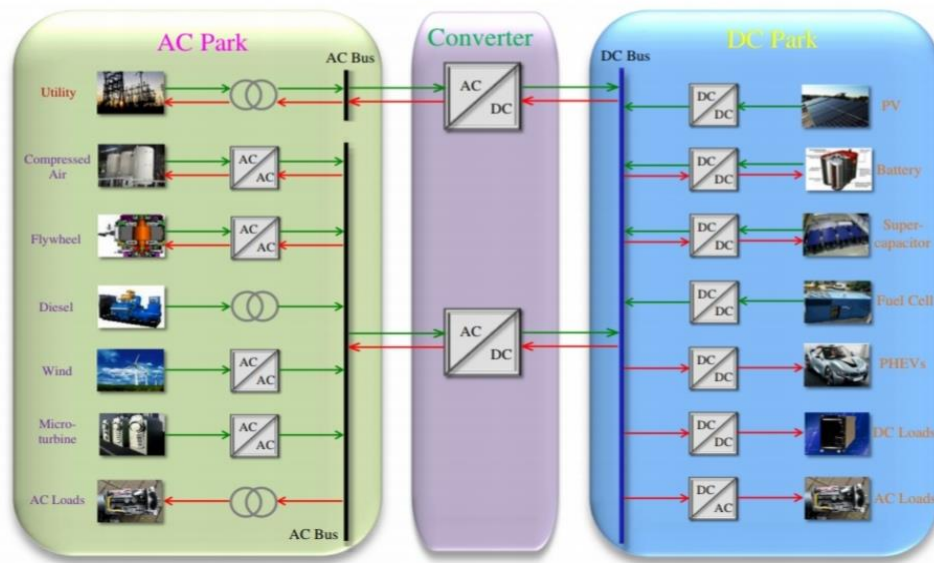 AC Park
Converter
DC Park
AC Bus
DC Bus
Utility
AC
DC
DC
DC
PV
Compressed
Air
AC
AC
DC
DC
Battery
Flywheel
AC
AC
DC
DC
Super-
capacitor
Diesel
DC
DC
Fuel Cell
Wind
AC
AC
AC
DC
DC
DC
PHEVs
Micro-
turbine
AC
AC
DC
DC
DC Loads
AC Loads
DC
AC
AC Loads
AC Bus